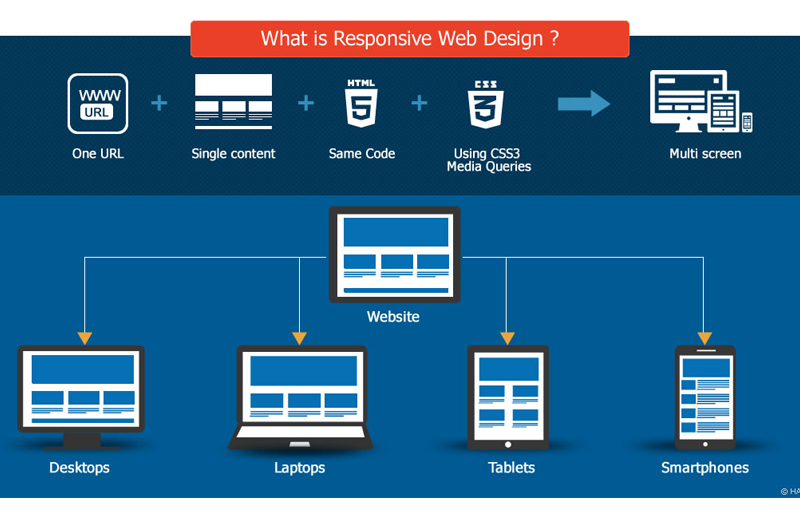 What is Responsive Web Design ?
WWW
URL
HTML
5
CSS
3
One URL
Single content
Same Code
Using CSS3
Media Queries
Multi screen
Website
Desktops
Laptops
Tablets
Smartphones
©